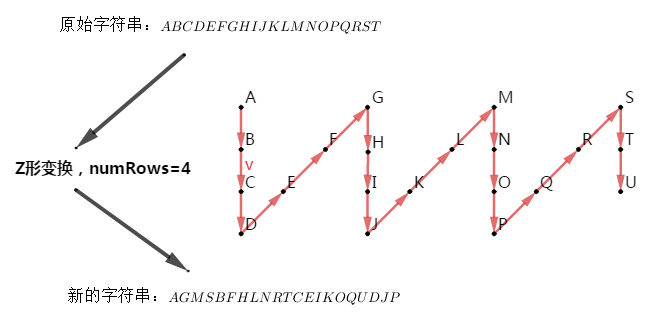 原始字符串：ABCDEFGHIJKLMNOPQRST
A G M S
B F H L N R T
v
Z形变换，numRows=4
C E I K O Q U
D J P
新的字符串：AGMSBFHLNRTCEIKOQUDJP